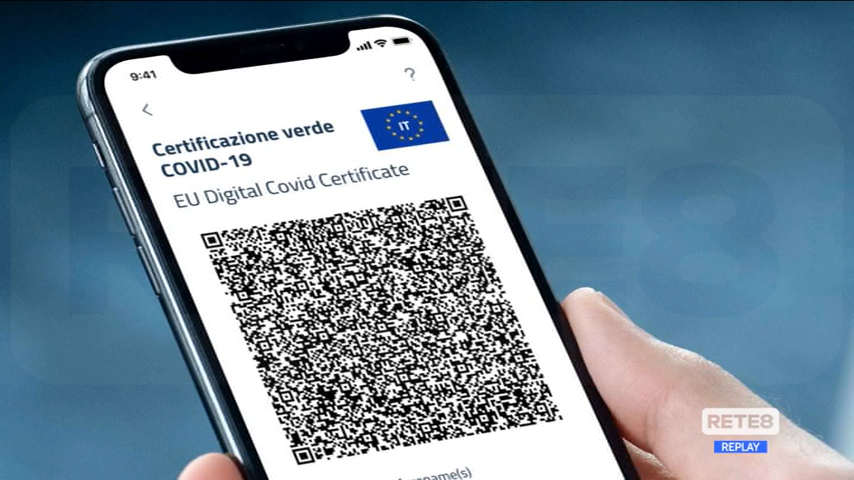 9:41
?
Certificazione verde
COVID-19
IT
EU Digital Covid Certificate
RETE8
REPLAY